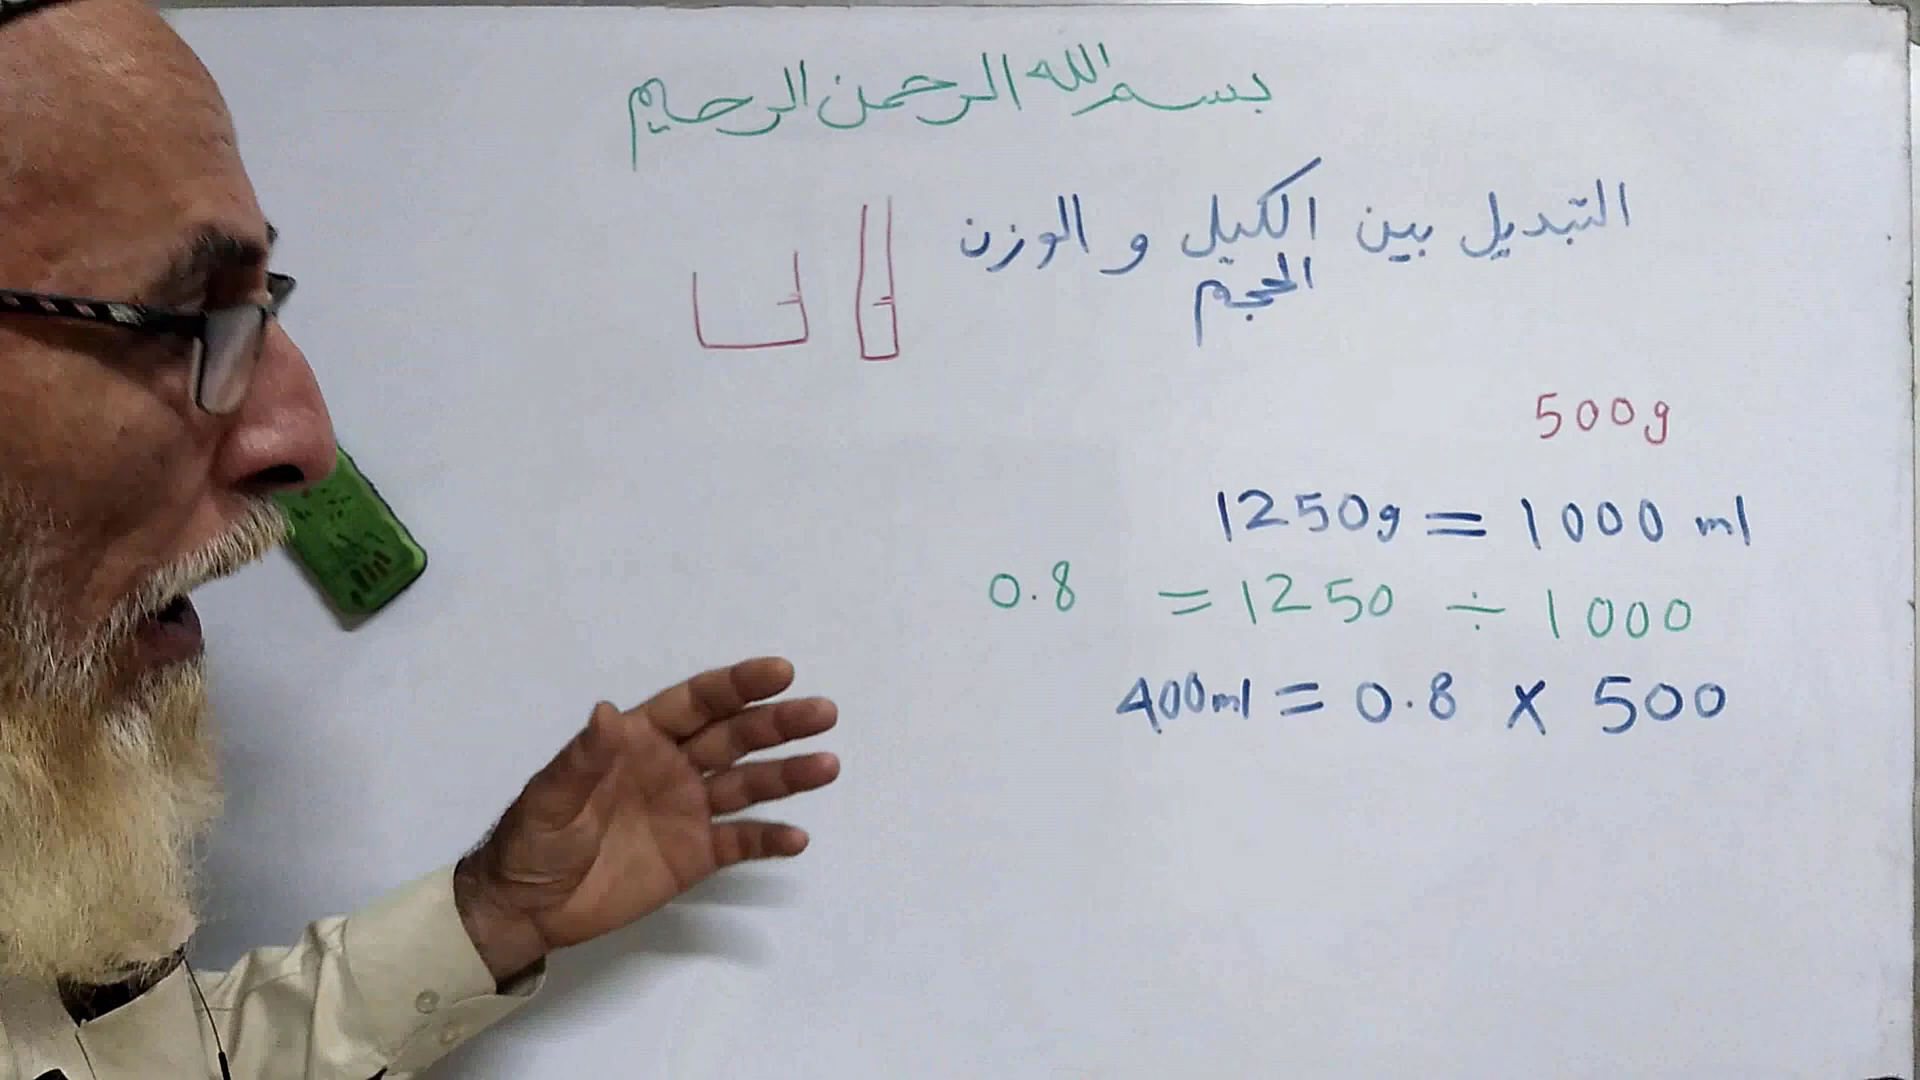 بسم الله الرحمن الرحيم
التبديل بين الكيل و الوزن
الحجم
500g
1250g = 1000 ml
0.8 = 1250 ÷ 1000
400ml = 0.8 × 500